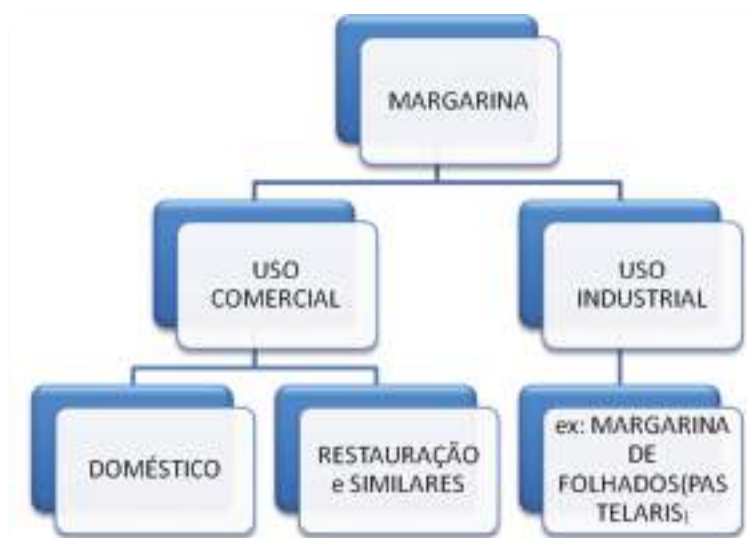 MARGARINA
USO
COMERCIAL
USO
INDUSTRIAL
DOMÉSTICO
RESTAURAÇÃO
e SIMILARES
ex: MARGARINA
DE
FOLHADOS(PAS
TELARIS)